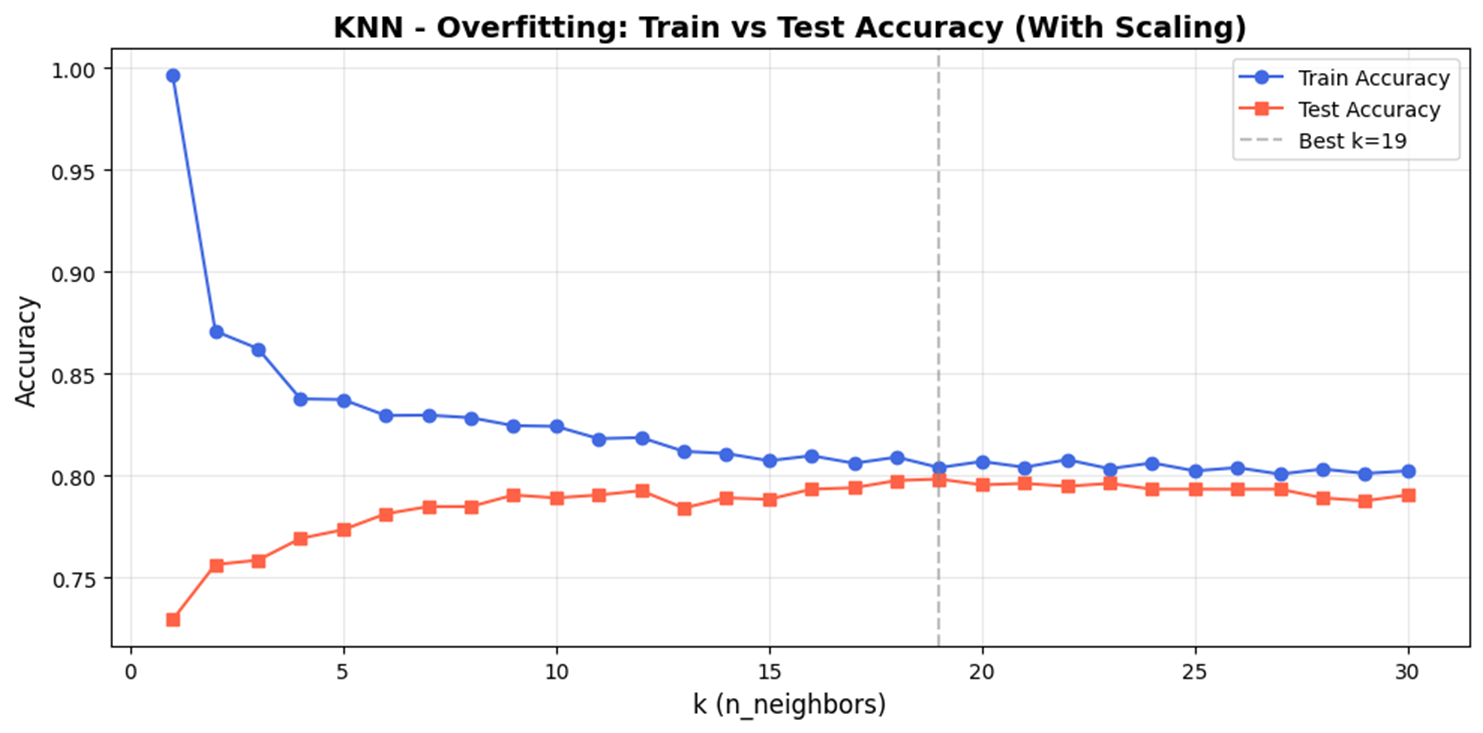 KNN - Overfitting: Train vs Test Accuracy (With Scaling)
Train Accuracy
Test Accuracy
Best k=19
Accuracy
1.00
0.95
0.90
0.85
0.80
0.75
0
5
10
15
20
25
30
k (n_neighbors)